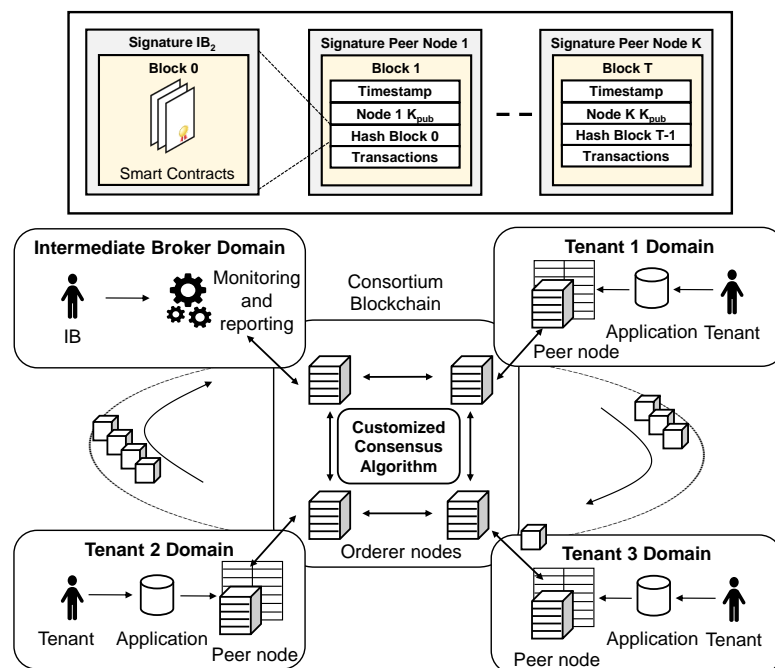 Signature IB2
Block 0
Smart Contracts
Signature Peer Node 1
Block 1
Timestamp
Node 1 Kpub
Hash Block 0
Transactions
Signature Peer Node K
Block T
Timestamp
Node K Kpub
Hash Block T-1
Transactions
Intermediate Broker Domain
IB
Monitoring
and
reporting
Consortium
Blockchain
Tenant 1 Domain
Peer node
Application
Tenant
Customized
Consensus
Algorithm
Orderer nodes
Tenant 2 Domain
Tenant
Application
Peer node
Tenant 3 Domain
Peer node
Application
Tenant